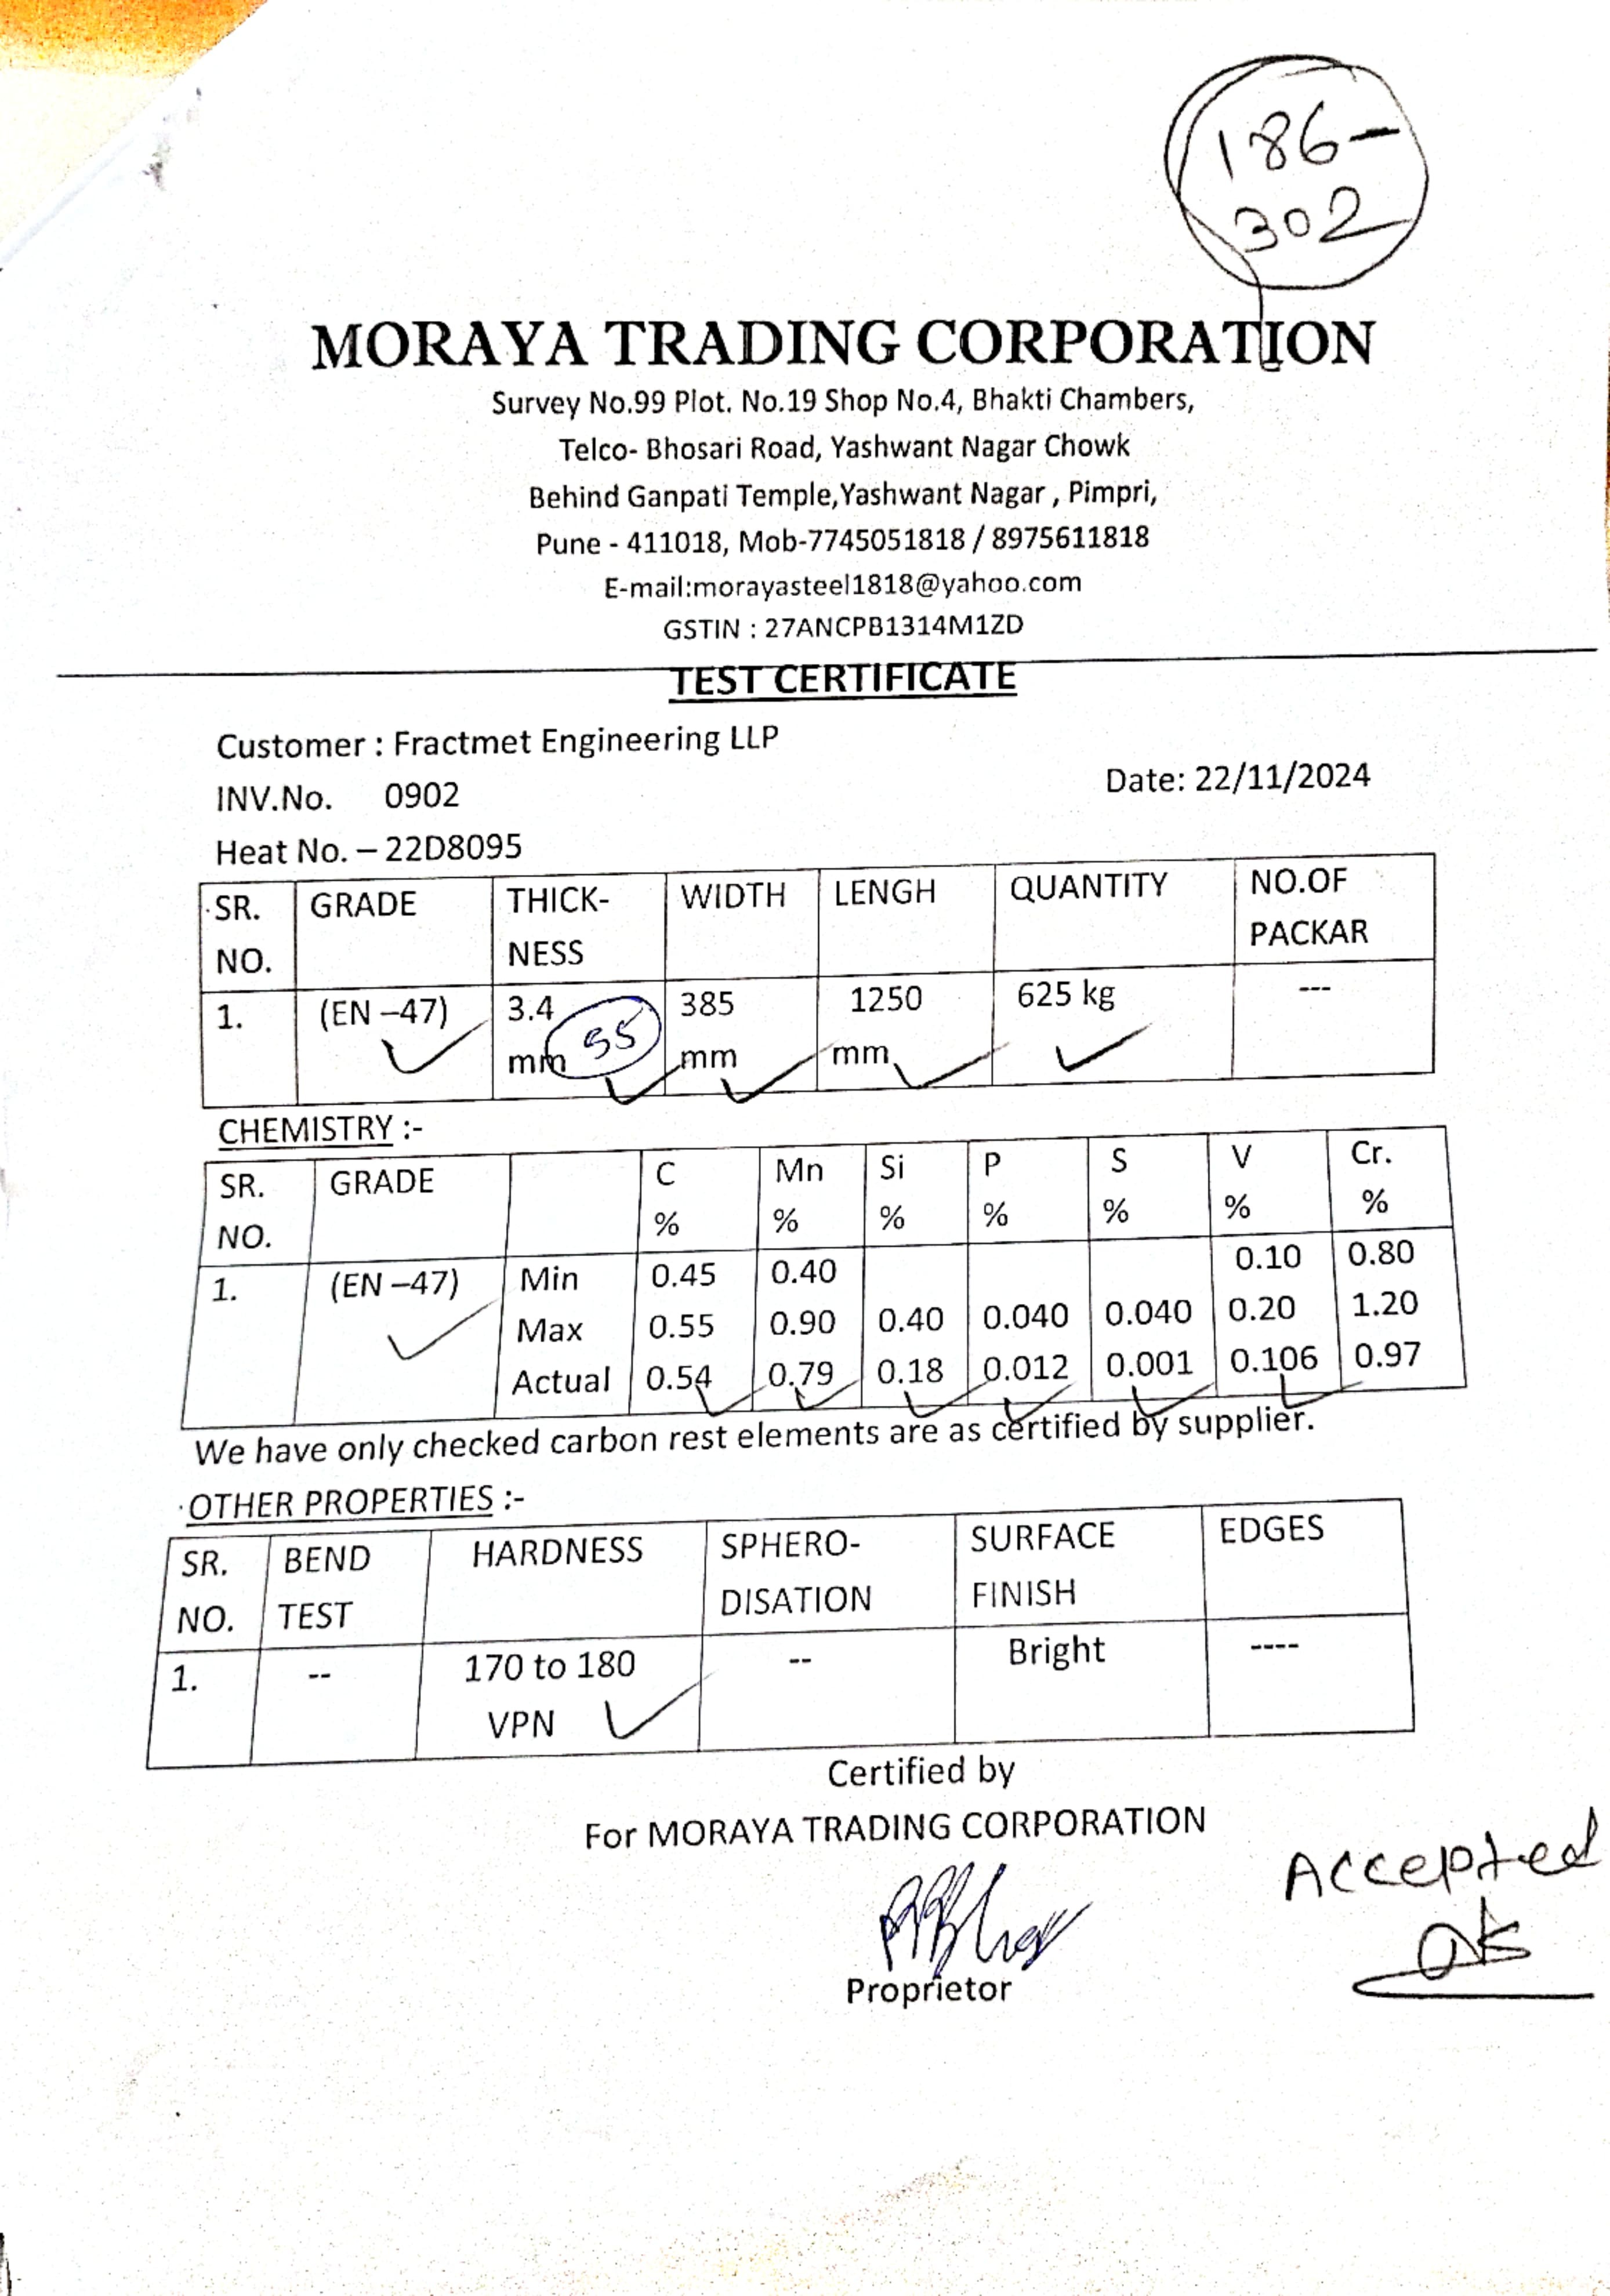 186-
302
MORAYA TRADING CORPORATION
Survey No.99 Plot. No.19 Shop No.4, Bhakti Chambers,
Telco- Bhosari Road, Yashwant Nagar Chowk
Behind Ganpati Temple,Yashwant Nagar , Pimpri,
Pune - 411018, Mob-7745051818 / 8975611818
E-mail:morayasteel1818@yahoo.com
GSTIN : 27ANCPB1314M1ZD
TEST CERTIFICATE
Customer : Fractmet Engineering LLP
INV.No. 0902 Date: 22/11/2024
Heat No. – 22D8095
SR. GRADE THICK- WIDTH LENGH QUANTITY NO.OF
NO. NESS PACKAR
1. (EN –47) 3.4 385 1250 625 kg ---
mm mm mm
CHEMISTRY :-
SR. GRADE C Mn Si P S V Cr.
NO. % % % % % % %
1. (EN –47) Min 0.45 0.40 0.10 0.80
Max 0.55 0.90 0.40 0.040 0.040 0.20 1.20
Actual 0.54 0.79 0.18 0.012 0.001 0.106 0.97
We have only checked carbon rest elements are as certified by supplier.
OTHER PROPERTIES :-
SR. BEND HARDNESS SPHERO- SURFACE EDGES
NO. TEST DISATION FINISH
1. -- 170 to 180 -- Bright ----
VPN
Certified by
For MORAYA TRADING CORPORATION
Accepted
Proprietor